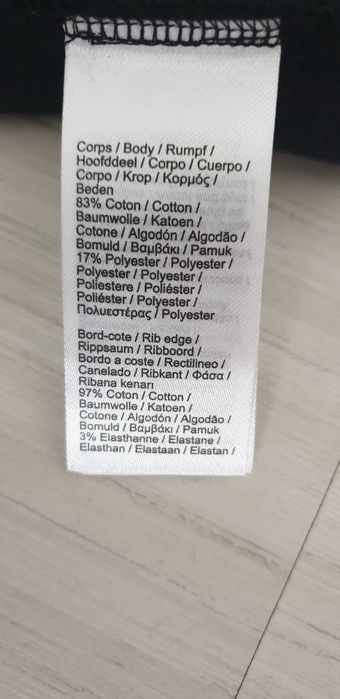 Corps / Body / Rumpf /
Hoofddeel / Corpo / Cuerpo /
Corpo / Krop / Κορμός /
Beden
83% Coton / Cotton /
Baumwolle / Katoen /
Cotone / Algodón / Algodão /
Bomuld / Βαμβάκι / Pamuk
17% Polyester / Polyester /
Polyester / Polyester /
Poliestere / Poliéster /
Poliéster / Polyester /
Πολυεστέρας / Polyester
Bord-cote / Rib edge /
Rippsaum / Ribboord /
Bordo a coste / Rectilineo /
Canelado / Ribkant / Φάσα /
Ribana kenarı
97% Coton / Cotton /
Baumwolle / Katoen /
Cotone / Algodón / Algodão /
Bomuld / Βαμβάκι / Pamuk
3% Elasthanne / Elastane /
Elasthan / Elastaan / Elastan /